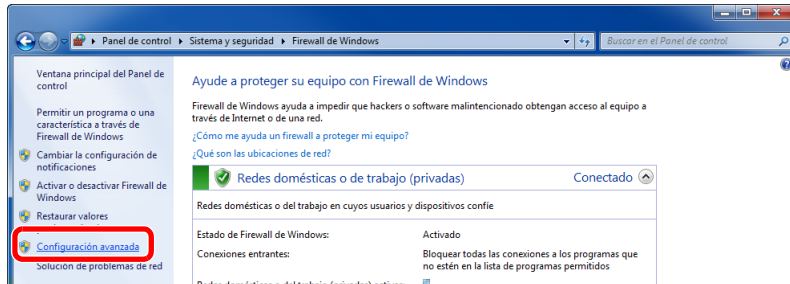 Panel de control ▸ Sistema y seguridad ▸ Firewall de Windows
Buscar en el Panel de control
Ventana principal del Panel de
control
Permitir un programa o una
característica a través de
Firewall de Windows
Cambiar la configuración de
notificaciones
Activar o desactivar Firewall de
Windows
Restaurar valores
Configuración avanzada
Solución de problemas de red
Ayude a proteger su equipo con Firewall de Windows
Firewall de Windows ayuda a impedir que hackers o software malintencionado obtengan acceso al equipo a
través de Internet o de una red.
¿Cómo me ayuda un firewall a proteger mi equipo?
¿Qué son las ubicaciones de red?
Redes domésticas o de trabajo (privadas) Conectado
Redes domésticas o del trabajo en cuyos usuarios y dispositivos confíe
Estado de Firewall de Windows: Activado
Conexiones entrantes: Bloquear todas las conexiones a los programas que
no estén en la lista de programas permitidos